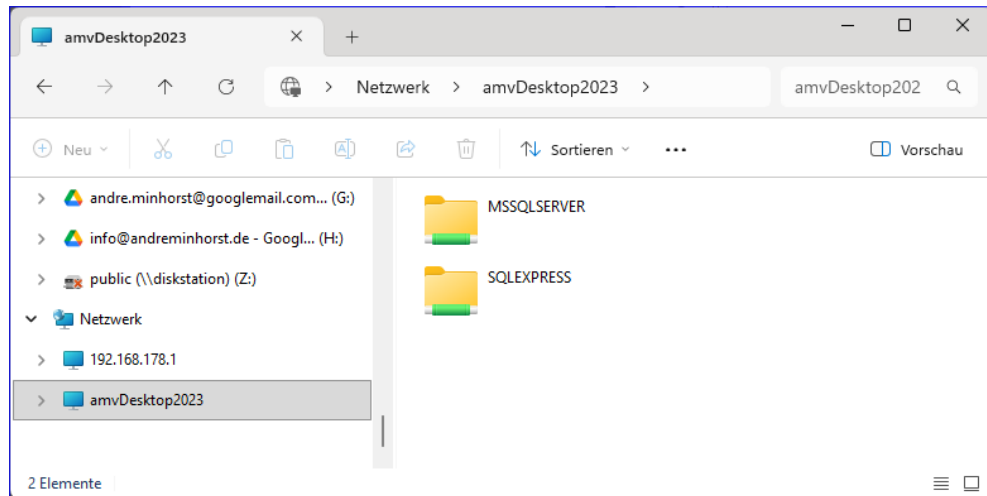 amvDesktop2023
Netzwerk > amvDesktop2023 >
amvDesktop202
Neu
Sortieren
Vorschau
andre.minhorst@googlemail.com... (G:)
info@andreminhorst.de - Googl... (H:)
public (\\diskstation) (Z:)
Netzwerk
192.168.178.1
amvDesktop2023
MSSQLSERVER
SQLEXPRESS
2 Elemente